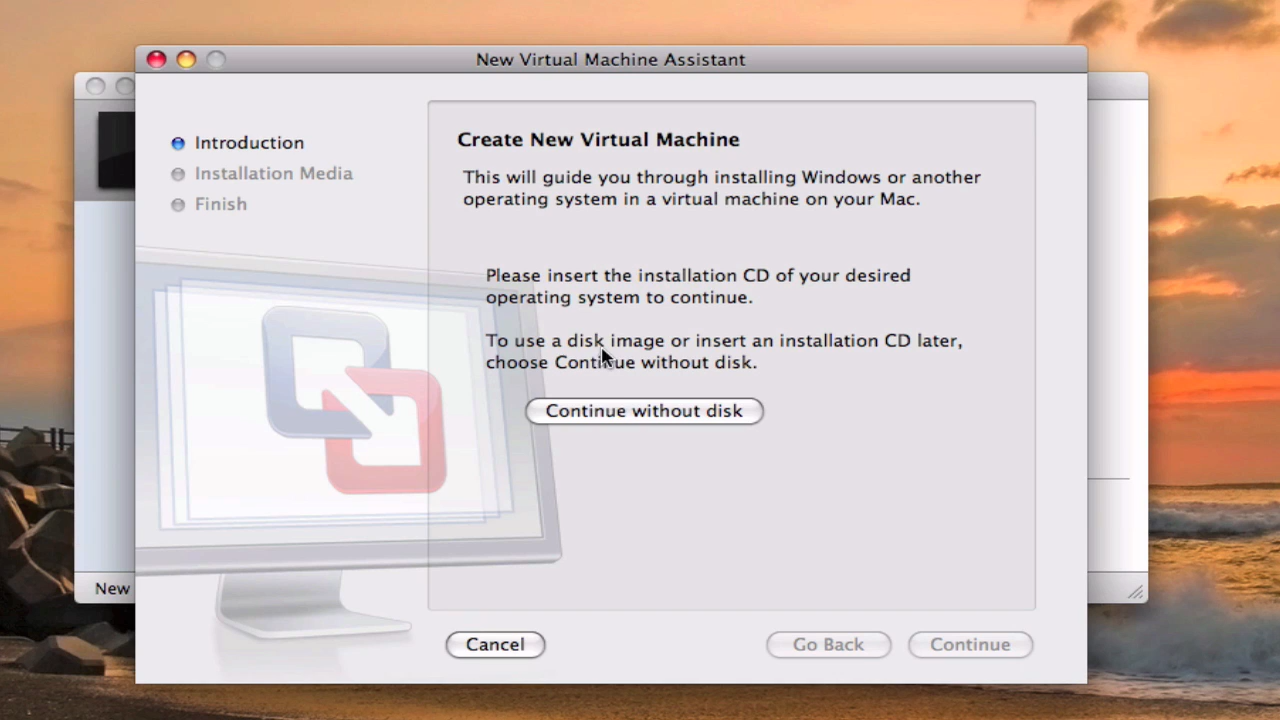 New Virtual Machine Assistant
Introduction
Installation Media
Finish
Create New Virtual Machine
This will guide you through installing Windows or another
operating system in a virtual machine on your Mac.
Please insert the installation CD of your desired
operating system to continue.
To use a disk image or insert an installation CD later,
choose Continue without disk.
Continue without disk
New
Cancel
Go Back
Continue